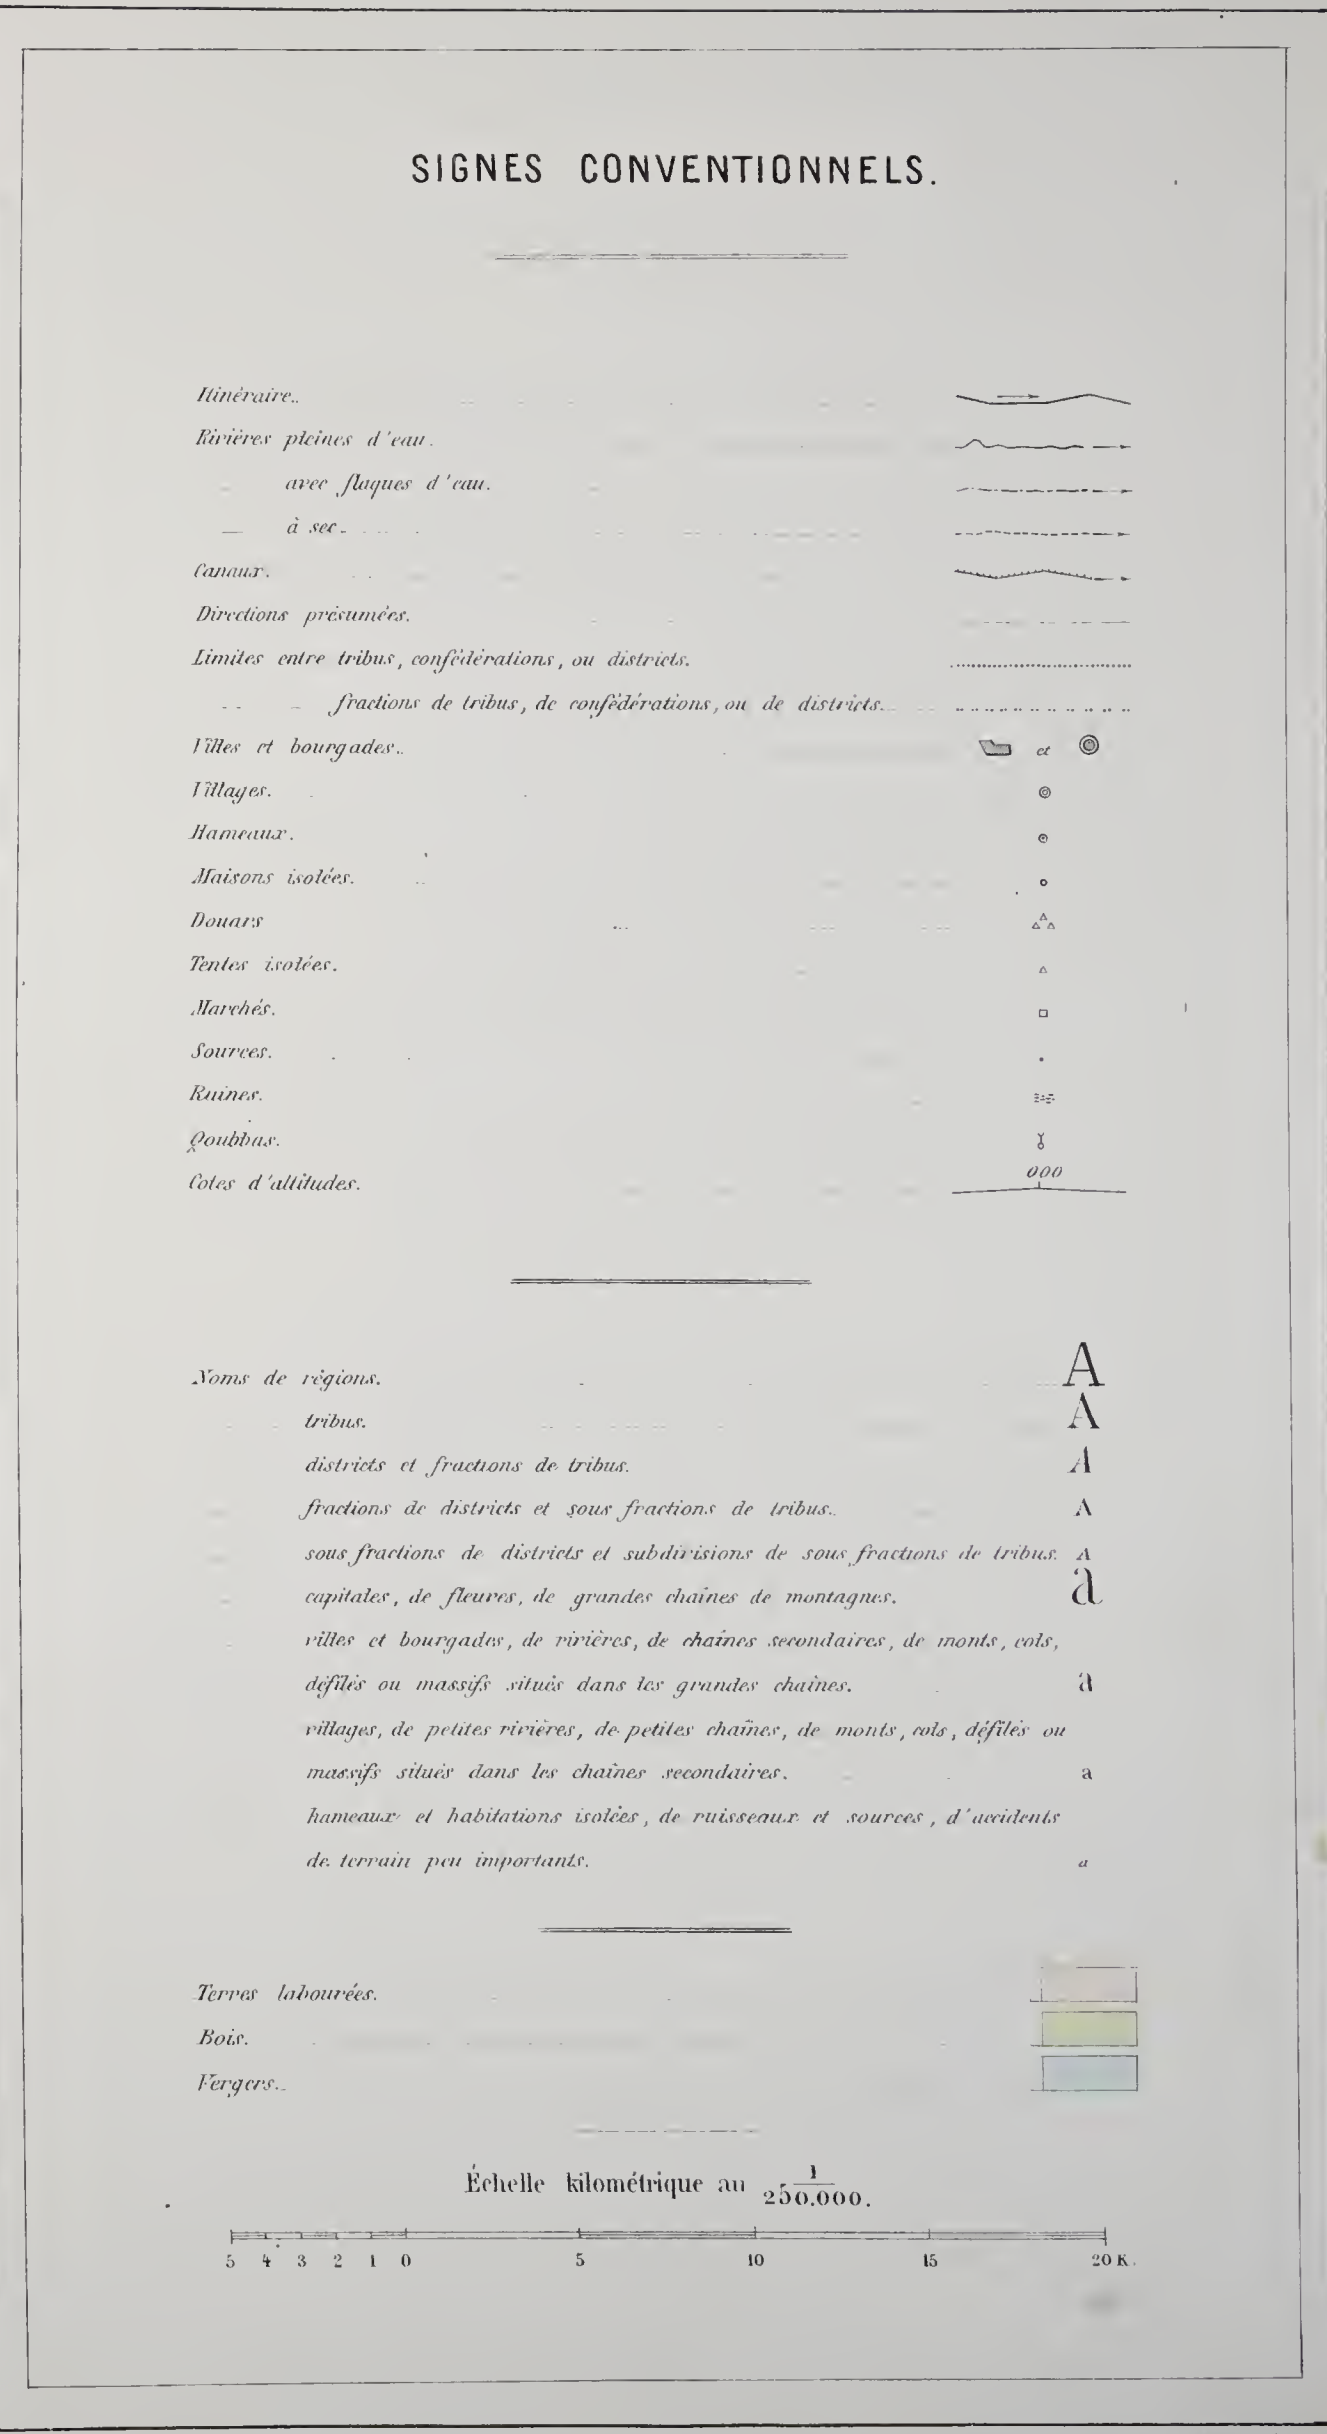 SIGNES CONVENTIONNELS.
Itinéraire..
Rivières pleines d'eau.
avec flaques d'eau.
— à sec.
Canaux.
Directions présumées.
Limites entre tribus, confédérations, ou districts.
fractions de tribus, de confédérations, ou de districts.
Villes et bourgades.. et
Villages.
Hameaux.
Maisons isolées.
Douars
Tentes isolées.
Marchés.
Sources.
Ruines.
Qoubbas.
Cotes d'altitudes. 000
Noms de régions. A
tribus. A
districts et fractions de tribus. A
fractions de districts et sous fractions de tribus.. A
sous fractions de districts et subdivisions de sous fractions de tribus. A
capitales, de fleuves, de grandes chaînes de montagnes. a
villes et bourgades, de rivières, de chaînes secondaires, de monts, cols,
défilés ou massifs situés dans les grandes chaînes. a
villages, de petites rivières, de petites chaînes, de monts, cols, défilés ou
massifs situés dans les chaînes secondaires. a
hameaux et habitations isolées, de ruisseaux et sources, d'accidents
de terrain peu importants. a
Terres labourées.
Bois.
Vergers..
Échelle kilométrique au 1/250.000.
5 4 3 2 1 0 5 10 15 20 K.